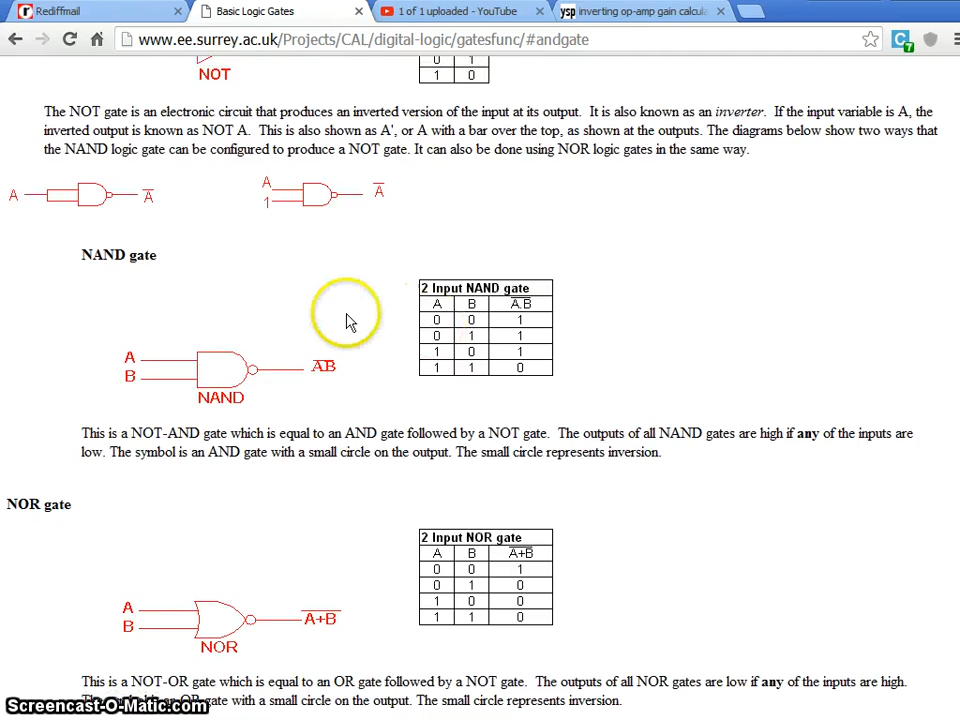 Rediffmail
Basic Logic Gates
1 of 1 uploaded - YouTube
ysp inverting op-amp gain calcula
www.ee.surrey.ac.uk/Projects/CAL/digital-logic/gatesfunc/#andgate
7
NOT
0 1
1 0
The NOT gate is an electronic circuit that produces an inverted version of the input at its output. It is also known as an inverter. If the input variable is A, the
inverted output is known as NOT A. This is also shown as A', or A with a bar over the top, as shown at the outputs. The diagrams below show two ways that
the NAND logic gate can be configured to produce a NOT gate. It can also be done using NOR logic gates in the same way.
A A̅
A
1
A̅
NAND gate
2 Input NAND gate
A B A̅.̅B̅
0 0 1
0 1 1
1 0 1
1 1 0
A
B
A̅B̅
NAND
This is a NOT-AND gate which is equal to an AND gate followed by a NOT gate. The outputs of all NAND gates are high if any of the inputs are
low. The symbol is an AND gate with a small circle on the output. The small circle represents inversion.
NOR gate
2 Input NOR gate
A B A̅+̅B̅
0 0 1
0 1 0
1 0 0
1 1 0
A
B
A̅+̅B̅
NOR
This is a NOT-OR gate which is equal to an OR gate followed by a NOT gate. The outputs of all NOR gates are low if any of the inputs are high.
gate with a small circle on the output. The small circle represents inversion.
Screencast-O-Matic.com